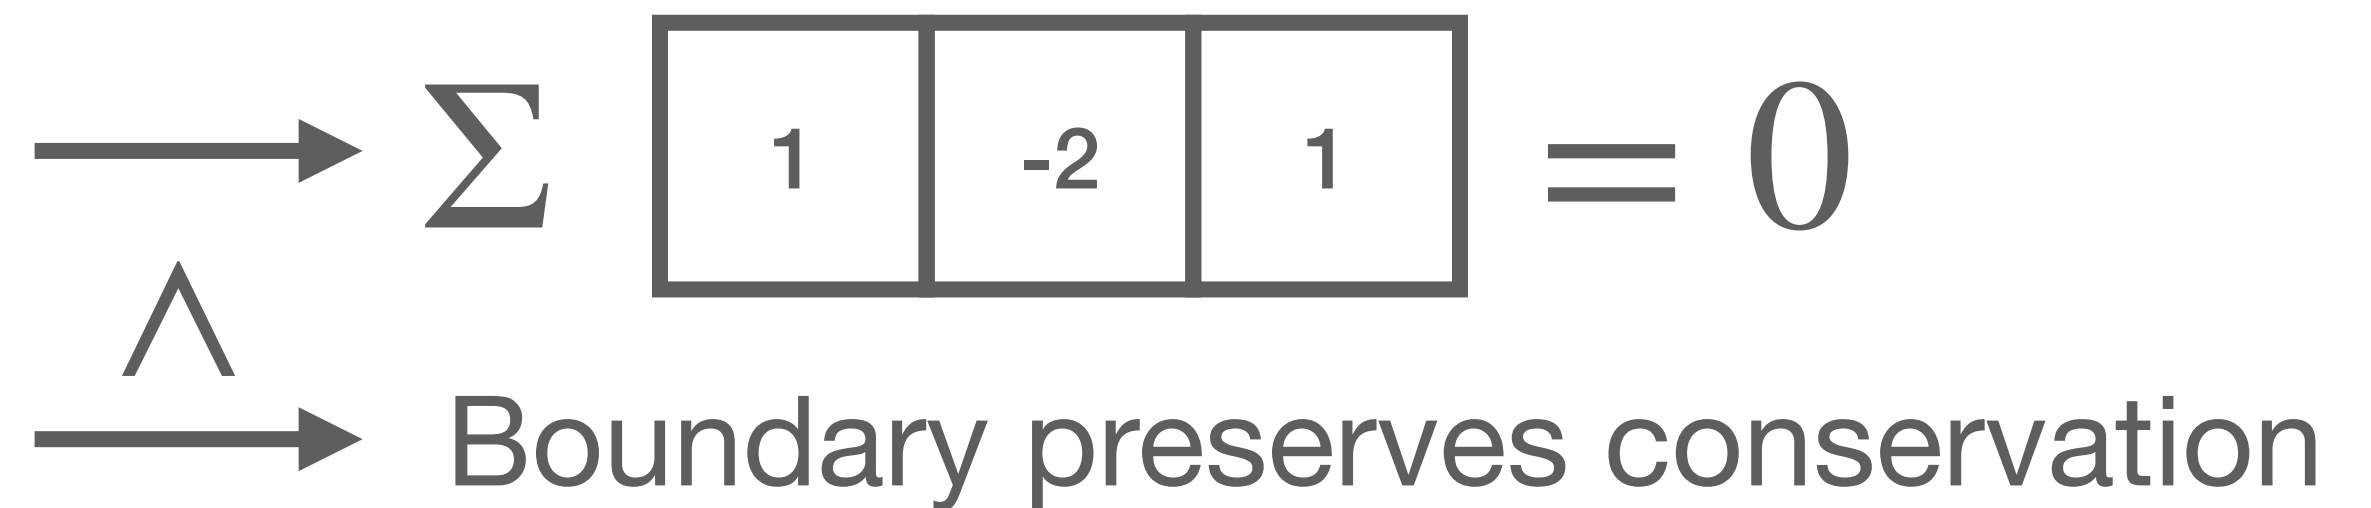 Σ 1 -2 1 = 0
∧
Boundary preserves conservation